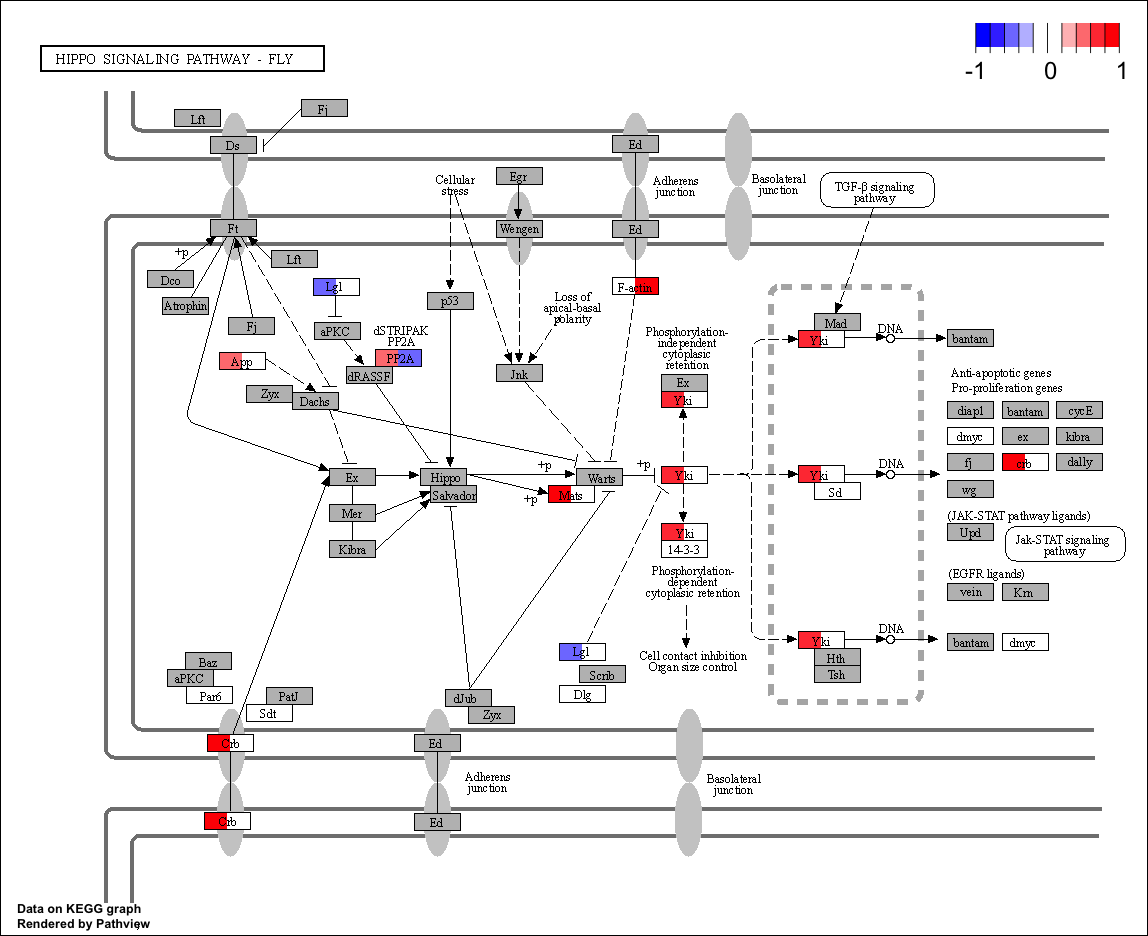 HIPPO SIGNALING PATHWAY - FLY
-1 0 1
Lft
Fj
Ds
Ed
Cellular
stress
Egr
Adherens
junction
Basolateral
junction
TGF-β signaling
pathway
Ft
Wengen
Ed
+p
Lft
Dco
Lgl
F-actin
Atrophin
p53
Loss of
apical-basal
polarity
Fj
aPKC
dSTRIPAK
PP2A
PP2A
App
dRASSF
Jnk
Phosphorylation-
independent
cytoplasic
retention
Ex
Yki
Mad
Yki
DNA
bantam
Zyx
Dachs
Anti-apoptotic genes
Pro-proliferation genes
diap1
bantam
cycE
dmyc
ex
kibra
fj
crb
dally
wg
Ex
Hippo
Salvador
+p
+p
Mats
Warts
+p
Yki
Yki
Sd
DNA
Mer
Kibra
Yki
14-3-3
(JAK-STAT pathway ligands)
Upd
Jak-STAT signaling
pathway
Phosphorylation-
dependent
cytoplasic retention
(EGFR ligands)
vein
Krn
Cell contact inhibition
Organ size control
Yki
Hth
Tsh
DNA
bantam
dmyc
Lgl
Scrib
Dlg
Baz
aPKC
Par6
PatJ
Sdt
dJub
Zyx
Crb
Ed
Adherens
junction
Basolateral
junction
Crb
Ed
Data on KEGG graph
Rendered by Pathview